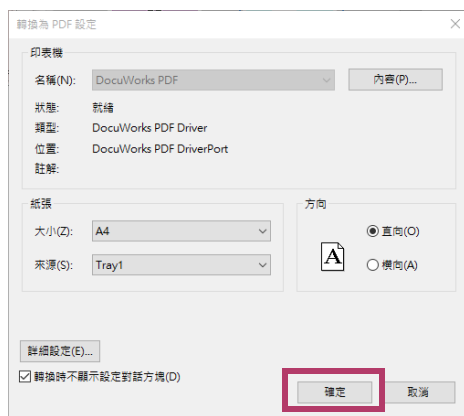 轉換為 PDF 設定
印表機
名稱(N): DocuWorks PDF 內容(P)...
狀態: 就緒
類型: DocuWorks PDF Driver
位置: DocuWorks PDF DriverPort
註解:
紙張
大小(Z): A4
來源(S): Tray1
方向
A
直向(O)
橫向(A)
詳細設定(E)...
轉換時不顯示設定對話方塊(D)
確定 取消